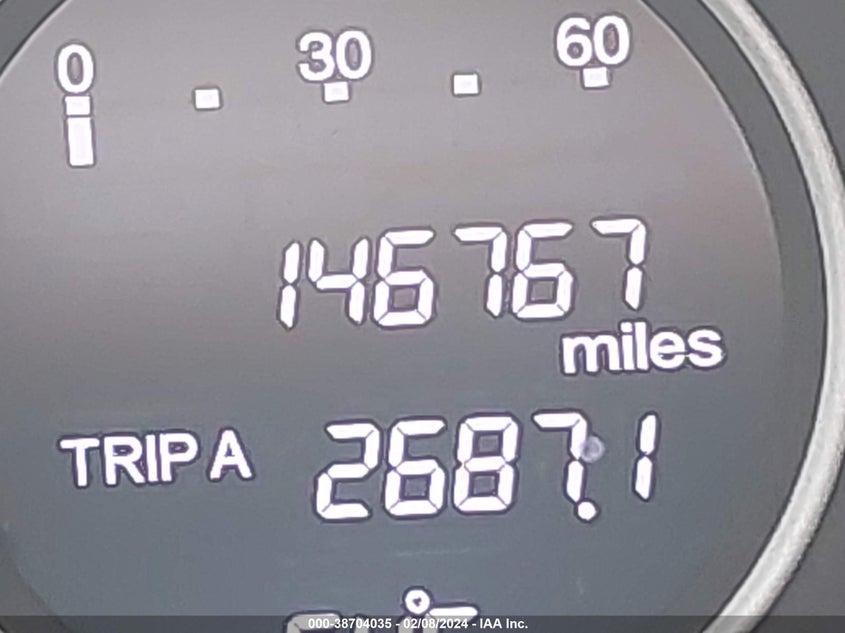 0 30 60
146767
miles
TRIP A 2687.1
000-38704035 - 02/08/2024 - IAA Inc.